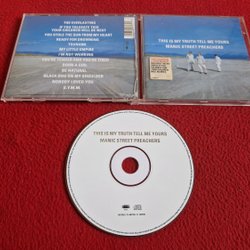 THE EVERLASTING
IF YOU TOLERATE THIS
YOUR CHILDREN WILL BE NEXT
YOU STOLE THE SUN FROM MY HEART
READY FOR DROWNING
TSUNAMI
MY LITTLE EMPIRE
I'M NOT WORKING
YOU'RE TENDER AND YOU'RE TIRED
BORN A GIRL
BE NATURAL
BLACK DOG ON MY SHOULDER
NOBODY LOVED YOU
S.Y.M.M.
THIS IS MY TRUTH TELL ME YOURS
MANIC STREET PREACHERS
THIS IS MY TRUTH TELL ME YOURS
MANIC STREET PREACHERS